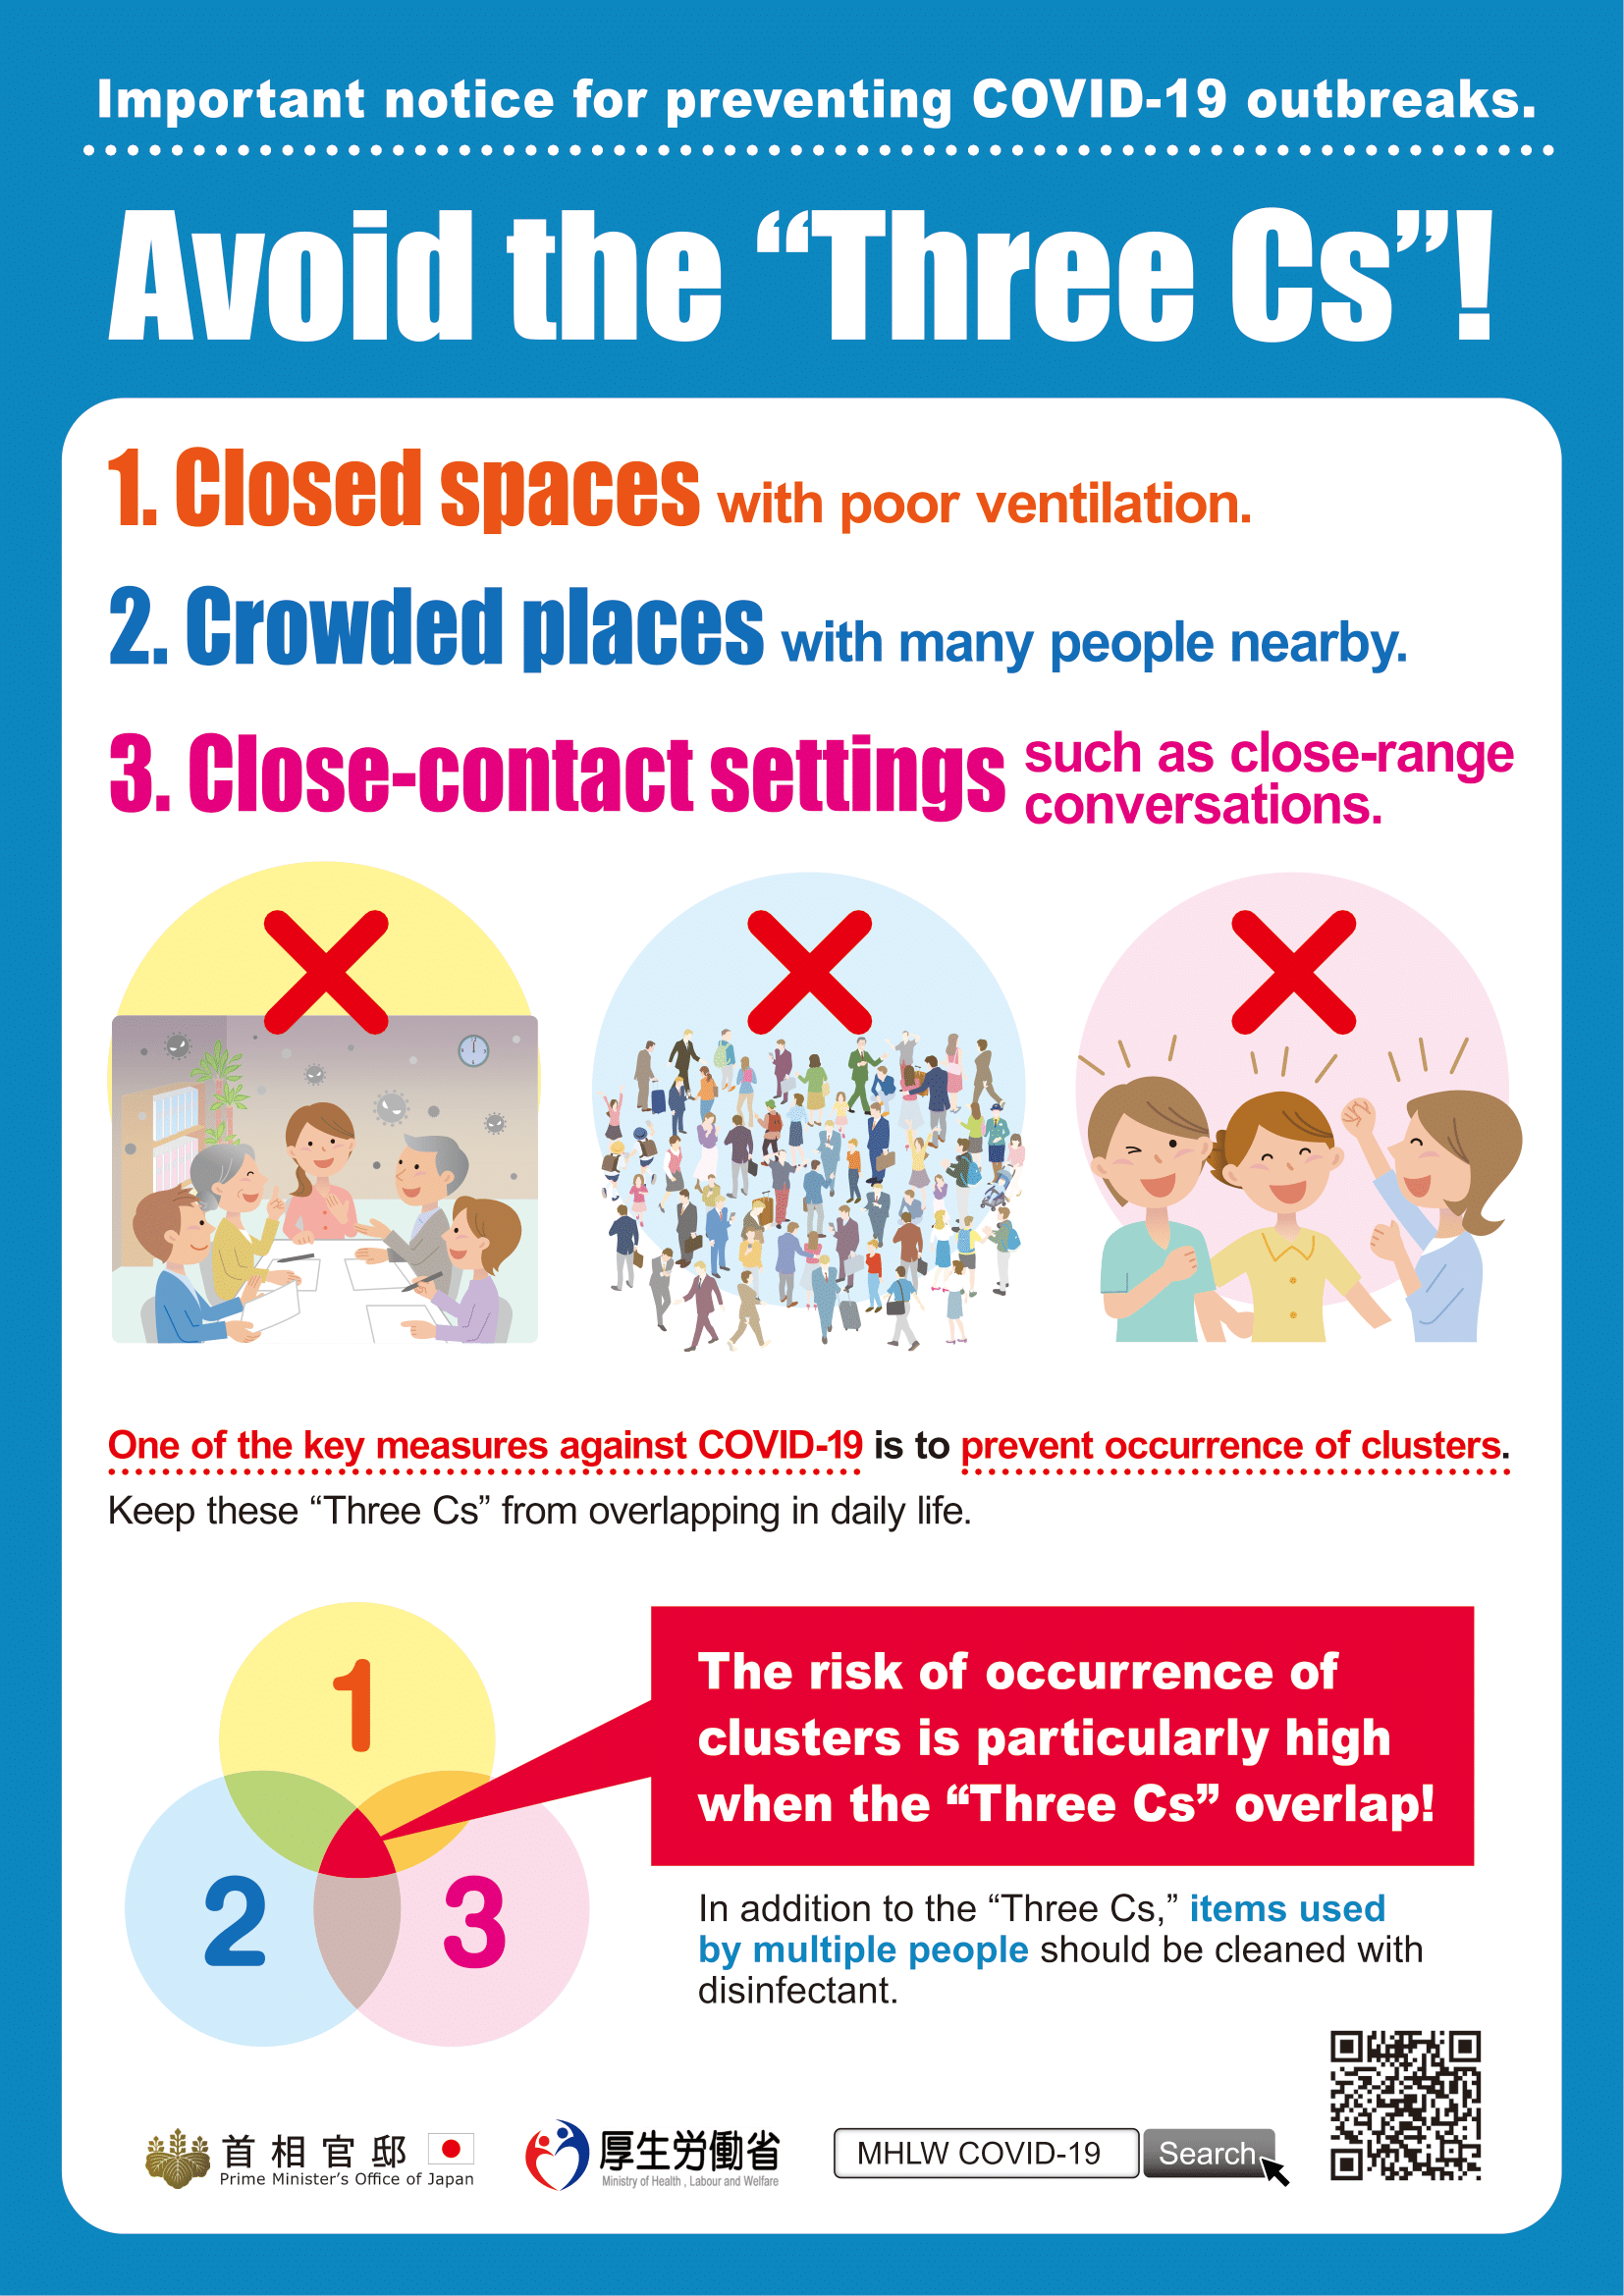 Important notice for preventing COVID-19 outbreaks.
Avoid the “Three Cs”!
1. Closed spaces with poor ventilation.
2. Crowded places with many people nearby.
3. Close-contact settings such as close-range
conversations.
One of the key measures against COVID-19 is to prevent occurrence of clusters.
Keep these “Three Cs” from overlapping in daily life.
1
2
3
The risk of occurrence of
clusters is particularly high
when the “Three Cs” overlap!
In addition to the “Three Cs,” items used
by multiple people should be cleaned with
disinfectant.
首相官邸
Prime Minister’s Office of Japan
厚生労働省
Ministry of Health , Labour and Welfare
MHLW COVID-19
Search